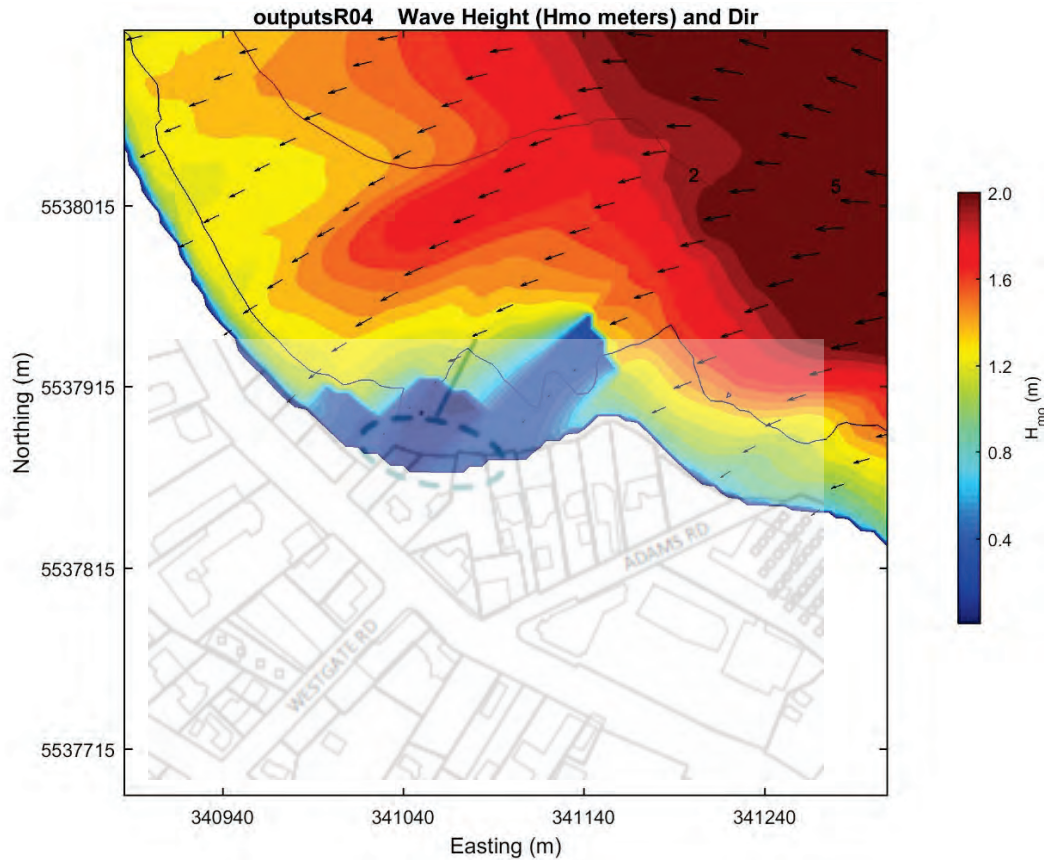 outputsR04 Wave Height (Hmo meters) and Dir
2
5
5538015
5537915
5537815
5537715
Northing (m)
ADAMS RD
WESTGATE RD
340940
341040
341140
341240
Easting (m)
2.0
1.6
1.2
0.8
0.4
Hmo (m)